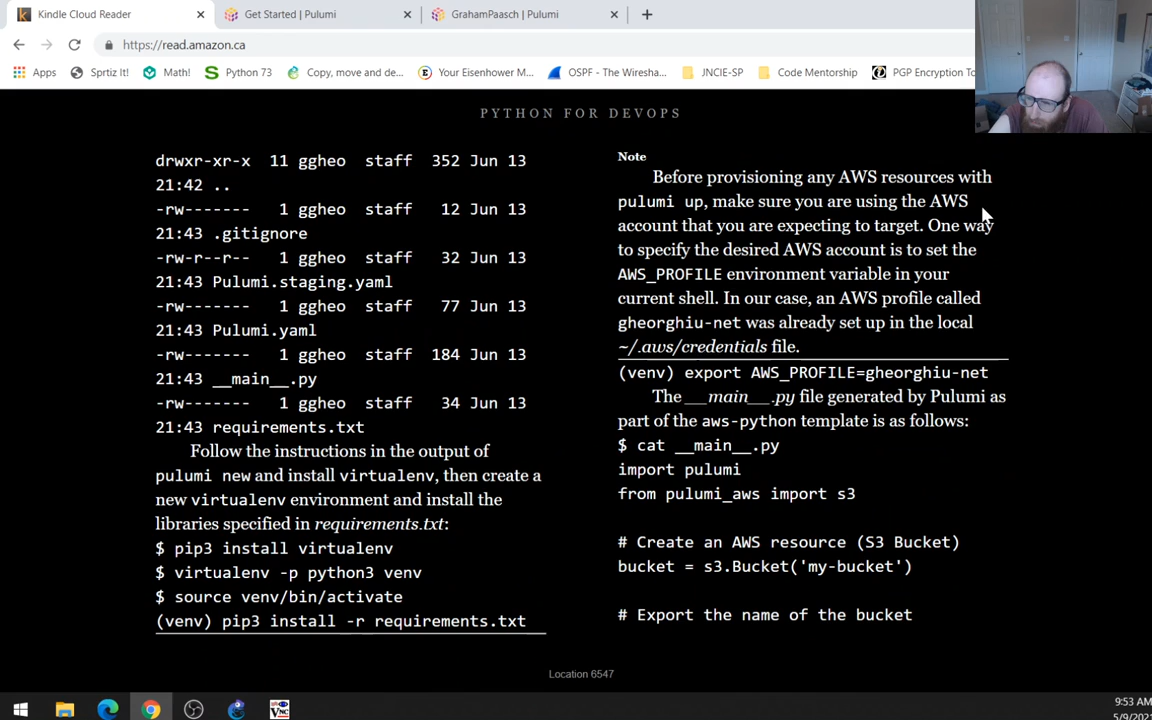 Kindle Cloud Reader
Get Started | Pulumi
GrahamPaasch | Pulumi
https://read.amazon.ca
Apps
Sprtiz It!
Math!
Python 73
Copy, move and de...
Your Eisenhower M...
OSPF - The Wiresha...
JNCIE-SP
Code Mentorship
PGP Encryption To
PYTHON FOR DEVOPS
drwxr-xr-x 11 ggheo staff 352 Jun 13
21:42 ..
-rw------- 1 ggheo staff 12 Jun 13
21:43 .gitignore
-rw-r--r-- 1 ggheo staff 32 Jun 13
21:43 Pulumi.staging.yaml
-rw------- 1 ggheo staff 77 Jun 13
21:43 Pulumi.yaml
-rw------- 1 ggheo staff 184 Jun 13
21:43 __main__.py
-rw------- 1 ggheo staff 34 Jun 13
21:43 requirements.txt
Follow the instructions in the output of
pulumi new and install virtualenv, then create a
new virtualenv environment and install the
libraries specified in requirements.txt:
$ pip3 install virtualenv
$ virtualenv -p python3 venv
$ source venv/bin/activate
(venv) pip3 install -r requirements.txt
Note
Before provisioning any AWS resources with
pulumi up, make sure you are using the AWS
account that you are expecting to target. One way
to specify the desired AWS account is to set the
AWS_PROFILE environment variable in your
current shell. In our case, an AWS profile called
gheorghiu-net was already set up in the local
~/.aws/credentials file.
(venv) export AWS_PROFILE=gheorghiu-net
The __main__.py file generated by Pulumi as
part of the aws-python template is as follows:
$ cat __main__.py
import pulumi
from pulumi_aws import s3
# Create an AWS resource (S3 Bucket)
bucket = s3.Bucket('my-bucket')
# Export the name of the bucket
Location 6547
9:53 AM